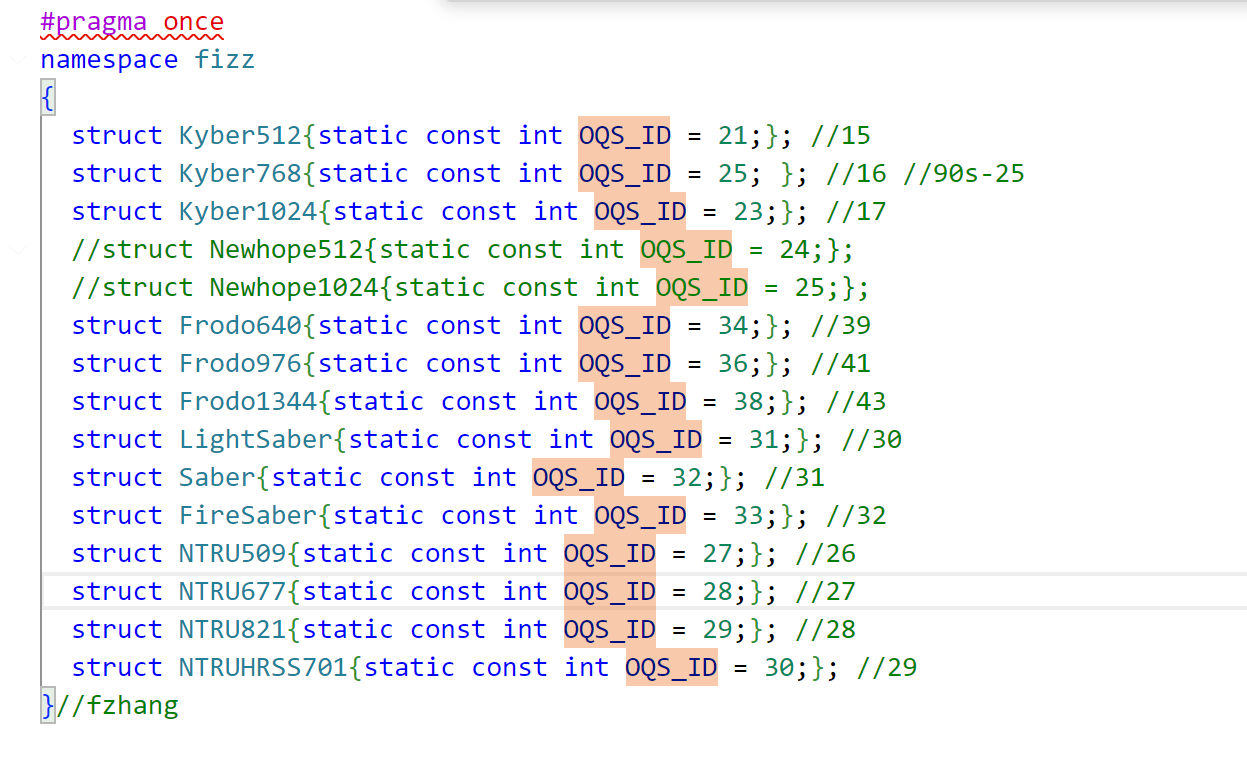 #pragma once
namespace fizz
{
  struct Kyber512{static const int OQS_ID = 21;}; //15
  struct Kyber768{static const int OQS_ID = 25; }; //16 //90s-25
  struct Kyber1024{static const int OQS_ID = 23;}; //17
  //struct Newhope512{static const int OQS_ID = 24;};
  //struct Newhope1024{static const int OQS_ID = 25;};
  struct Frodo640{static const int OQS_ID = 34;}; //39
  struct Frodo976{static const int OQS_ID = 36;}; //41
  struct Frodo1344{static const int OQS_ID = 38;}; //43
  struct LightSaber{static const int OQS_ID = 31;}; //30
  struct Saber{static const int OQS_ID = 32;}; //31
  struct FireSaber{static const int OQS_ID = 33;}; //32
  struct NTRU509{static const int OQS_ID = 27;}; //26
  struct NTRU677{static const int OQS_ID = 28;}; //27
  struct NTRU821{static const int OQS_ID = 29;}; //28
  struct NTRUHRSS701{static const int OQS_ID = 30;}; //29
}//fzhang